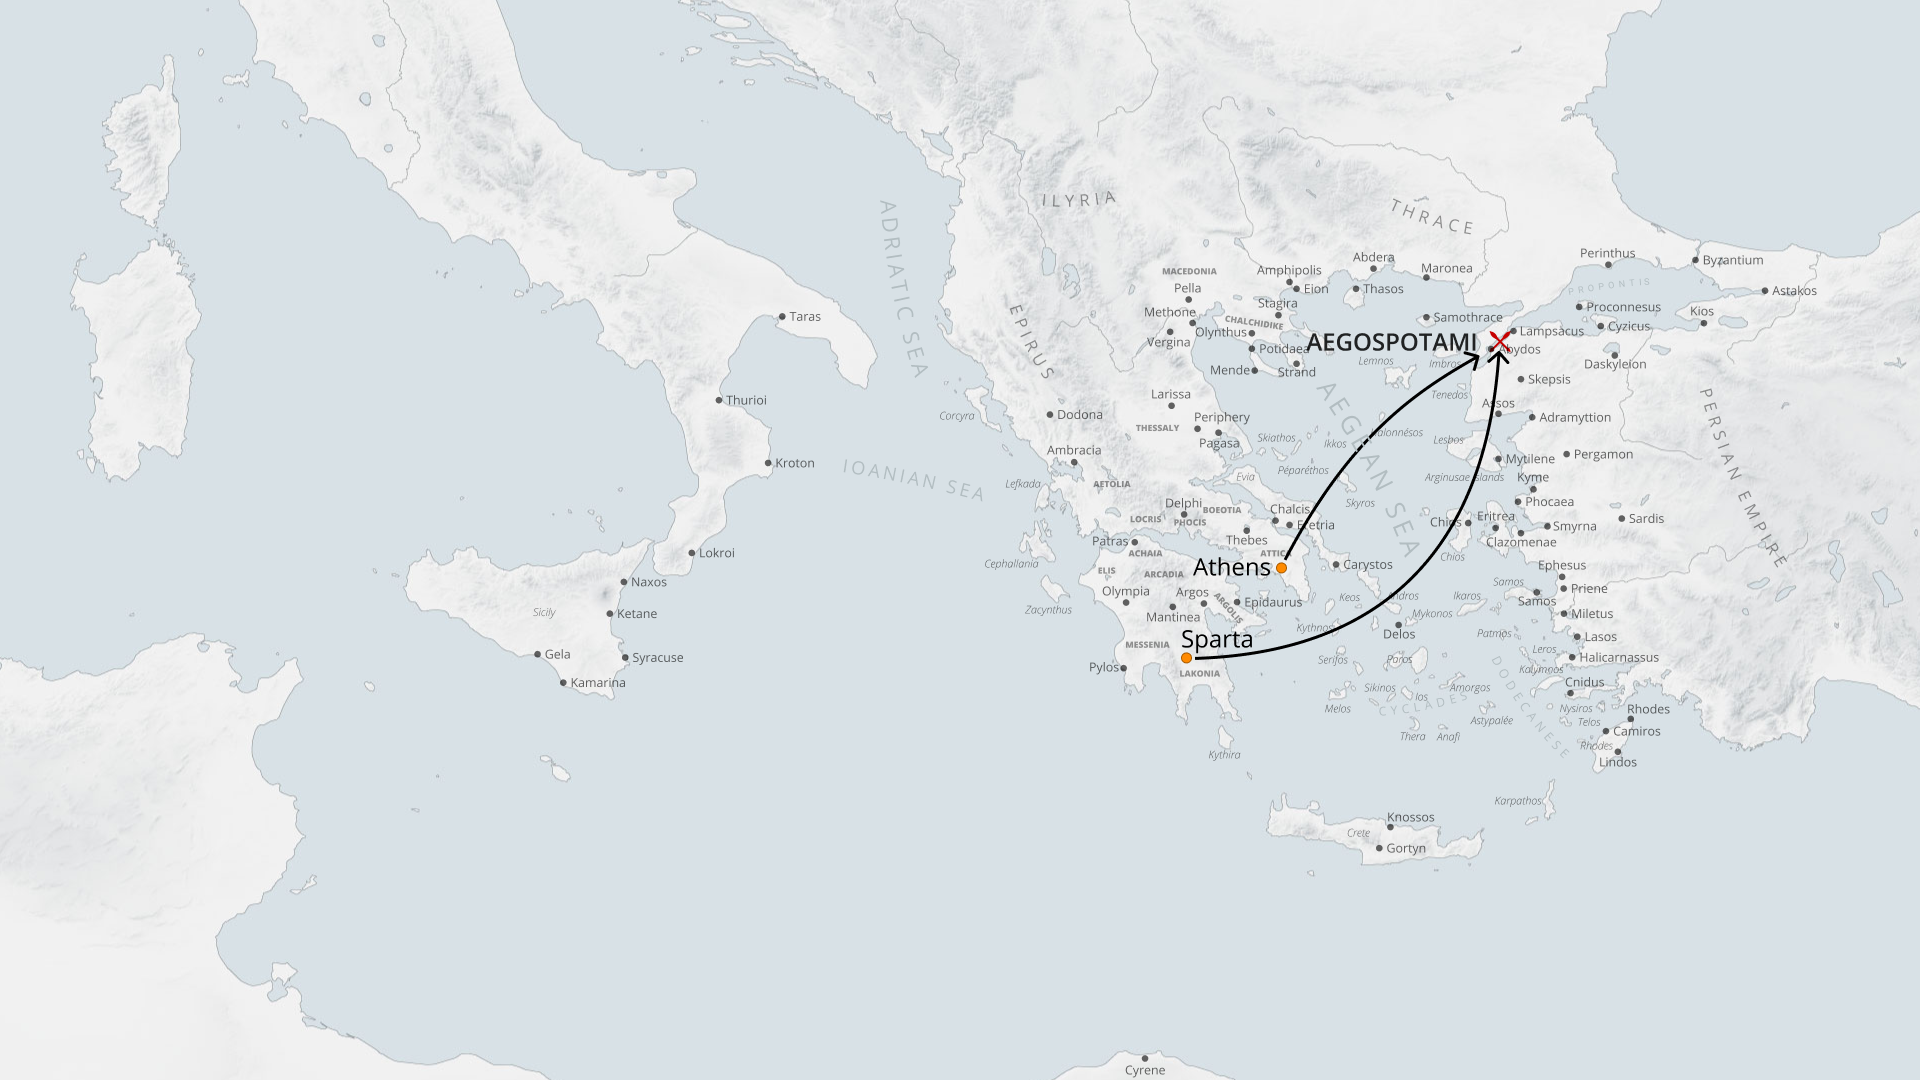 ADRIATIC SEA
IOANIAN SEA
AEGEAN SEA
ILYRIA
THRACE
EPIRUS
PERSIAN EMPIRE
PROPONTIS
Perinthus
Byzantium
Astakos
Abdera
Maronea
MACEDONIA
Amphipolis
Pella
Eion
Thasos
Stagira
Methone
Proconnesus
Kios
Samothrace
Taras
CHALCHIDIKE
Olynthus
Lampsacus
Cyzicus
Vergina
AEGOSPOTAMI
Potidaea
Abydos
Lemnos
Imbros
Daskyleion
Mende
Strand
Skepsis
Larissa
Tenedos
Thurioi
Assos
Corcyra
Dodona
Periphery
Adramyttion
THESSALY
Skiathos
Ikkos
Halonnésos
Lesbos
Pagasa
Ambracia
Kroton
Mytilene
Pergamon
Péparéthos
Evia
Arginusae Islands
Kyme
Lefkada
AETOLIA
Delphi
BOEOTIA
Chalcis
Skyros
Phocaea
LOCRIS
PHOCIS
Eretria
Chios
Eritrea
Smyrna
Sardis
Thebes
Patras
Clazomenae
Lokroi
ACHAIA
ATTICA
Chios
Cephallania
Athens
Carystos
Ephesus
ELIS
ARCADIA
Naxos
Samos
Priene
Olympia
Argos
ARGOLIS
Epidaurus
Keos
Andros
Ikaros
Samos
Zacynthus
Sicily
Ketane
Mantinea
Mykonos
Miletus
Kythnos
Delos
Patmos
Lasos
Sparta
MESSENIA
Leros
Gela
Syracuse
Serifos
Paros
Halicarnassus
Pylos
LAKONIA
Kalymnos
Kamarina
Sikinos
Ios
Amorgos
Cnidus
Melos
CYCLADES
DODECANESE
Nysiros
Rhodes
Astypalée
Telos
Thera
Anafi
Camiros
Rhodes
Kythira
Lindos
Karpathos
Knossos
Crete
Gortyn
Cyrene